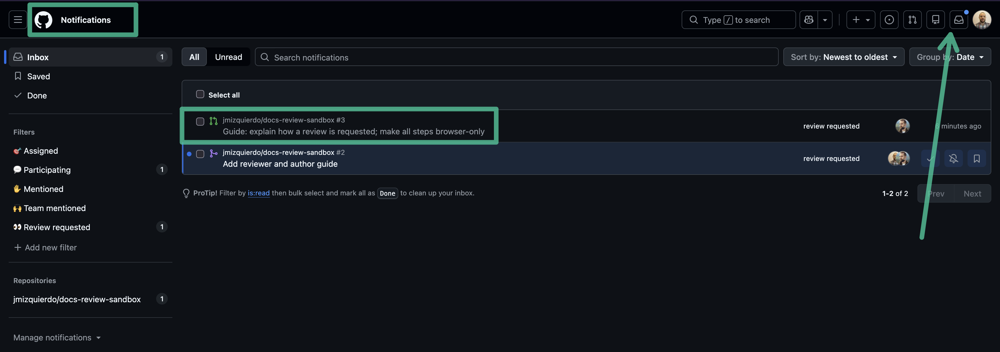 Notifications
Type / to search
Inbox 1
Saved
Done
Filters
Assigned
Participating 1
Mentioned
Team mentioned
Review requested 1
Add new filter
Repositories
jmizquierdo/docs-review-sandbox 1
Manage notifications
All Unread Search notifications Sort by: Newest to oldest Group by: Date
Select all
jmizquierdo/docs-review-sandbox #3
Guide: explain how a review is requested; make all steps browser-only
review requested 6 minutes ago
jmizquierdo/docs-review-sandbox #2
Add reviewer and author guide
review requested
ProTip! Filter by is:read then bulk select and mark all as Done to clean up your inbox.
1-2 of 2 Prev Next